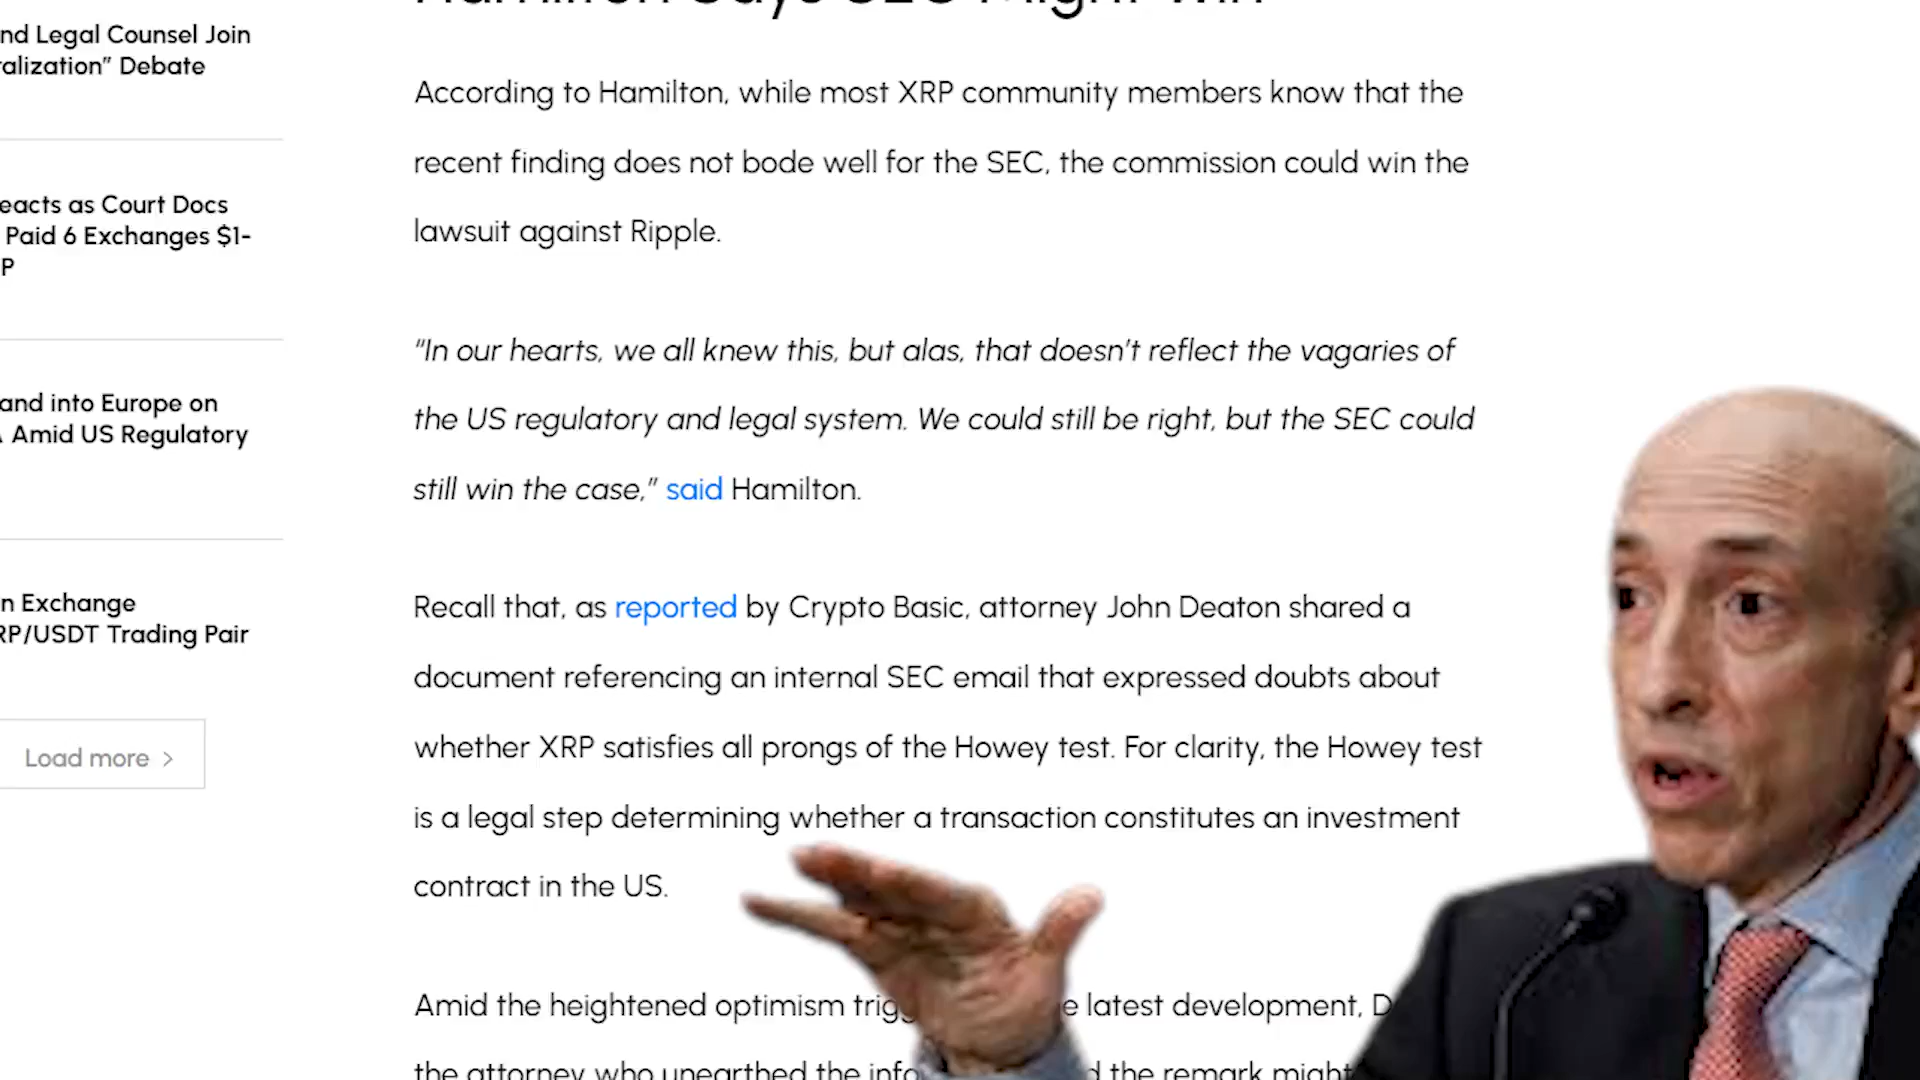 nd Legal Counsel Join
ralization” Debate
eacts as Court Docs
Paid 6 Exchanges $1-
P
and into Europe on
Amid US Regulatory
n Exchange
RP/USDT Trading Pair
Load more >
Hamilton Says SEC Might Win
According to Hamilton, while most XRP community members know that the
recent finding does not bode well for the SEC, the commission could win the
lawsuit against Ripple.
“In our hearts, we all knew this, but alas, that doesn’t reflect the vagaries of
the US regulatory and legal system. We could still be right, but the SEC could
still win the case,” said Hamilton.
Recall that, as reported by Crypto Basic, attorney John Deaton shared a
document referencing an internal SEC email that expressed doubts about
whether XRP satisfies all prongs of the Howey test. For clarity, the Howey test
is a legal step determining whether a transaction constitutes an investment
contract in the US.
Amid the heightened optimism trigg e latest development, D
the attorney who unearthed the info d the remark might